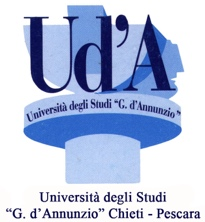 Ud'A
Università degli Studi "G. d'Annunzio"
Università degli Studi
"G. d'Annunzio" Chieti - Pescara